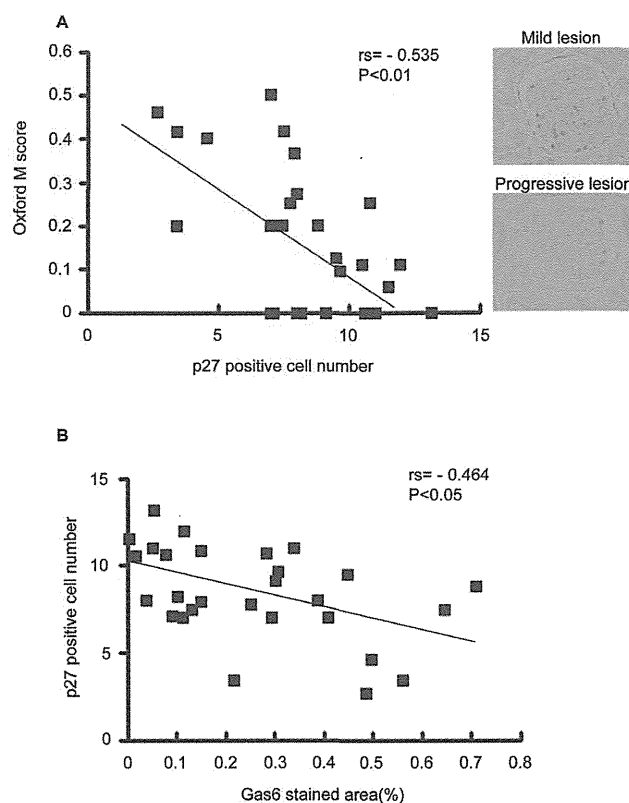 A
rs= - 0.535
P<0.01
Mild lesion
Progressive lesion
Oxford M score
0.6
0.5
0.4
0.3
0.2
0.1
0
0 5 10 15
p27 positive cell number
B
rs= - 0.464
P<0.05
p27 positive cell number
15
10
5
0
0 0.1 0.2 0.3 0.4 0.5 0.6 0.7 0.8
Gas6 stained area(%)